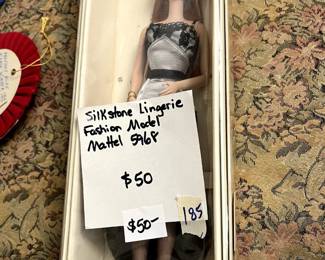 Silkstone Lingerie
Fashion Model
Mattel 5968
$50
$50-
185